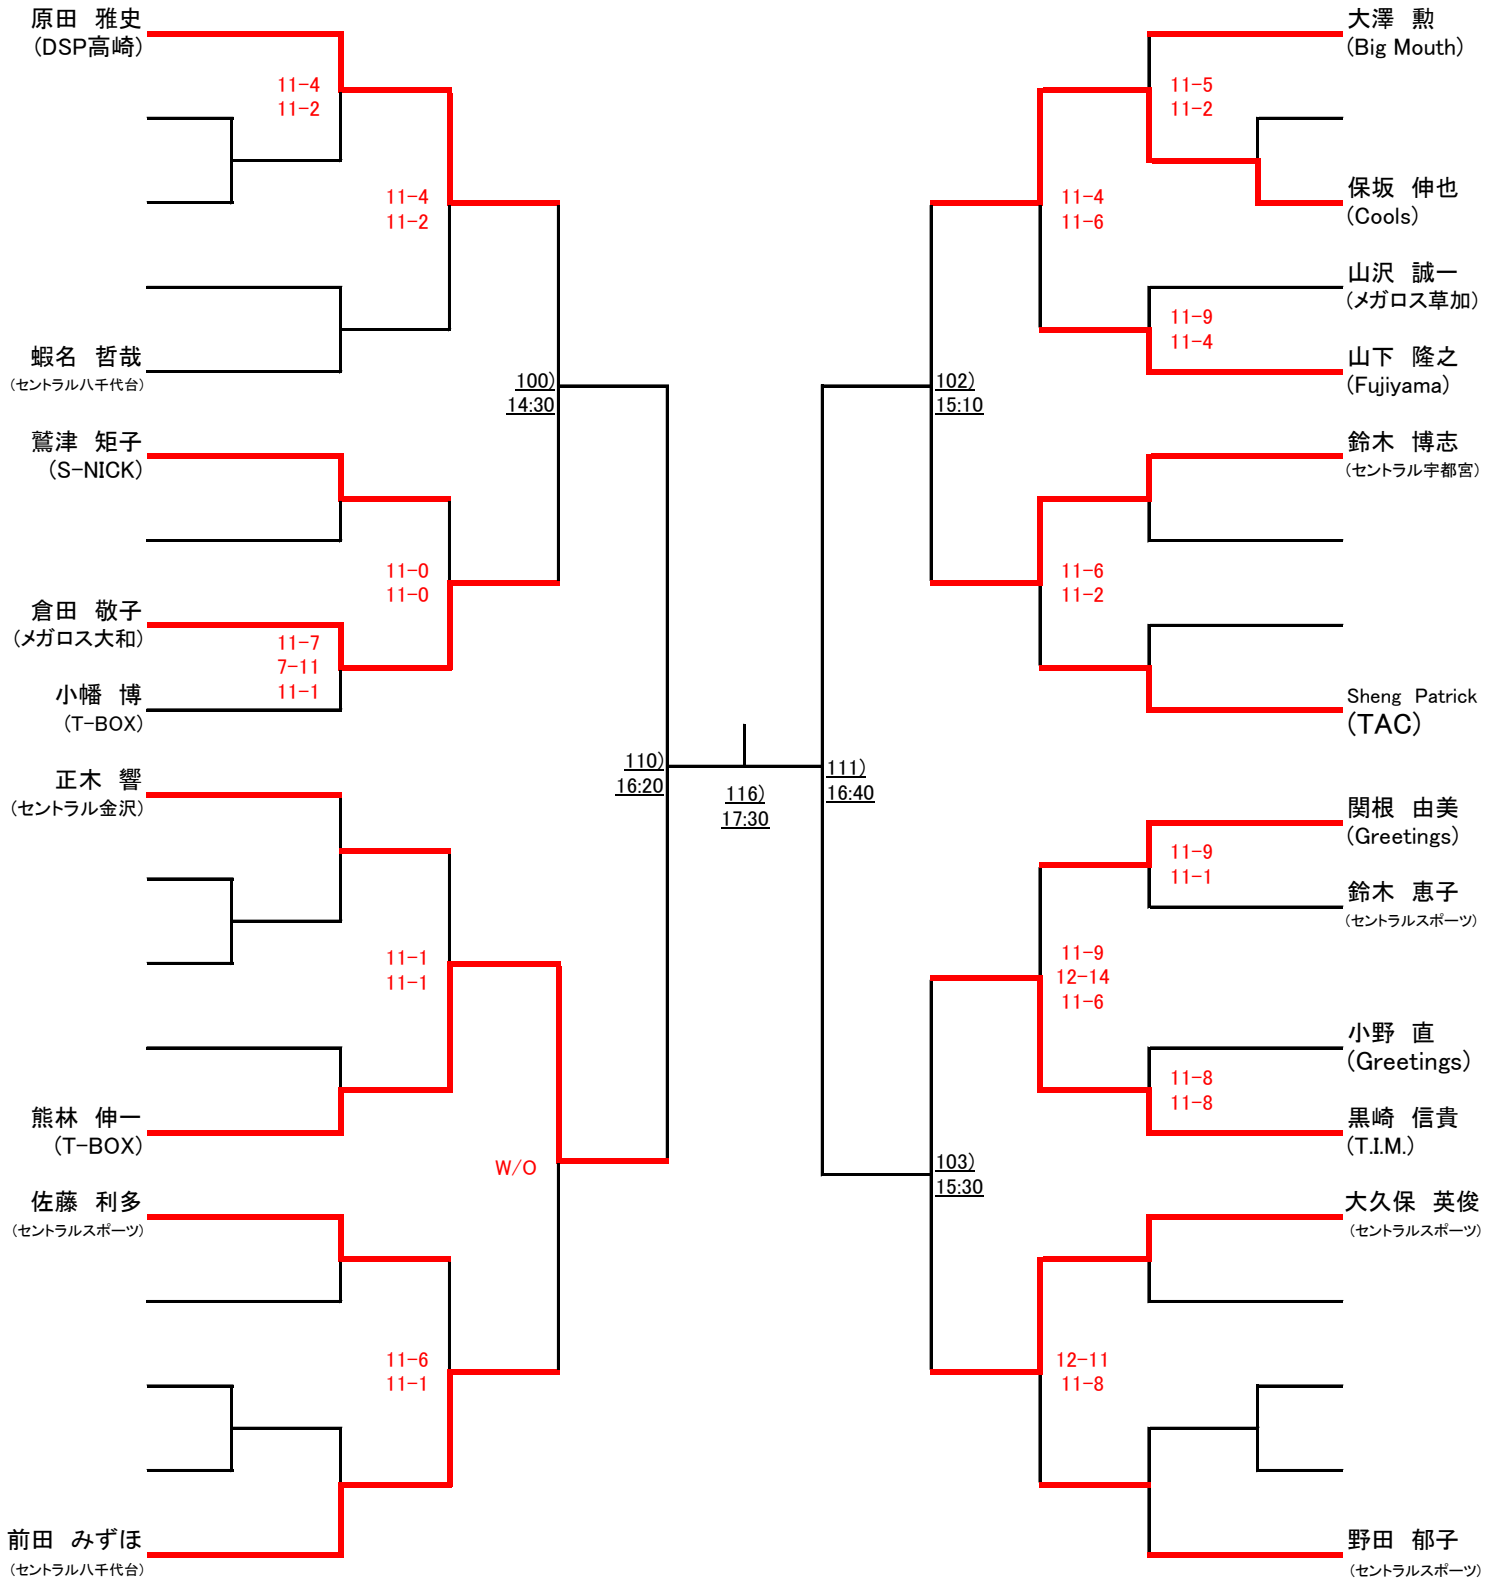 原田 雅史
(DSP高崎)
11-4
11-2
11-4
11-2
蝦名 哲哉
(セントラル八千代台)
100)
14:30
鷲津 矩子
(S-NICK)
11-0
11-0
倉田 敬子
(メガロス大和)
11-7
7-11
11-1
小幡 博
(T-BOX)
110)
16:20
正木 響
(セントラル金沢)
11-1
11-1
熊林 伸一
(T-BOX)
W/O
佐藤 利多
(セントラルスポーツ)
11-6
11-1
前田 みずほ
(セントラル八千代台)
116)
17:30
大澤 勲
(Big Mouth)
11-5
11-2
保坂 伸也
(Cools)
11-4
11-6
山沢 誠一
(メガロス草加)
11-9
11-4
山下 隆之
(Fujiyama)
102)
15:10
鈴木 博志
(セントラル宇都宮)
11-6
11-2
Sheng Patrick
(TAC)
111)
16:40
関根 由美
(Greetings)
11-9
11-1
鈴木 恵子
(セントラルスポーツ)
11-9
12-14
11-6
小野 直
(Greetings)
11-8
11-8
黒崎 信貴
(T.I.M.)
103)
15:30
大久保 英俊
(セントラルスポーツ)
12-11
11-8
野田 郁子
(セントラルスポーツ)